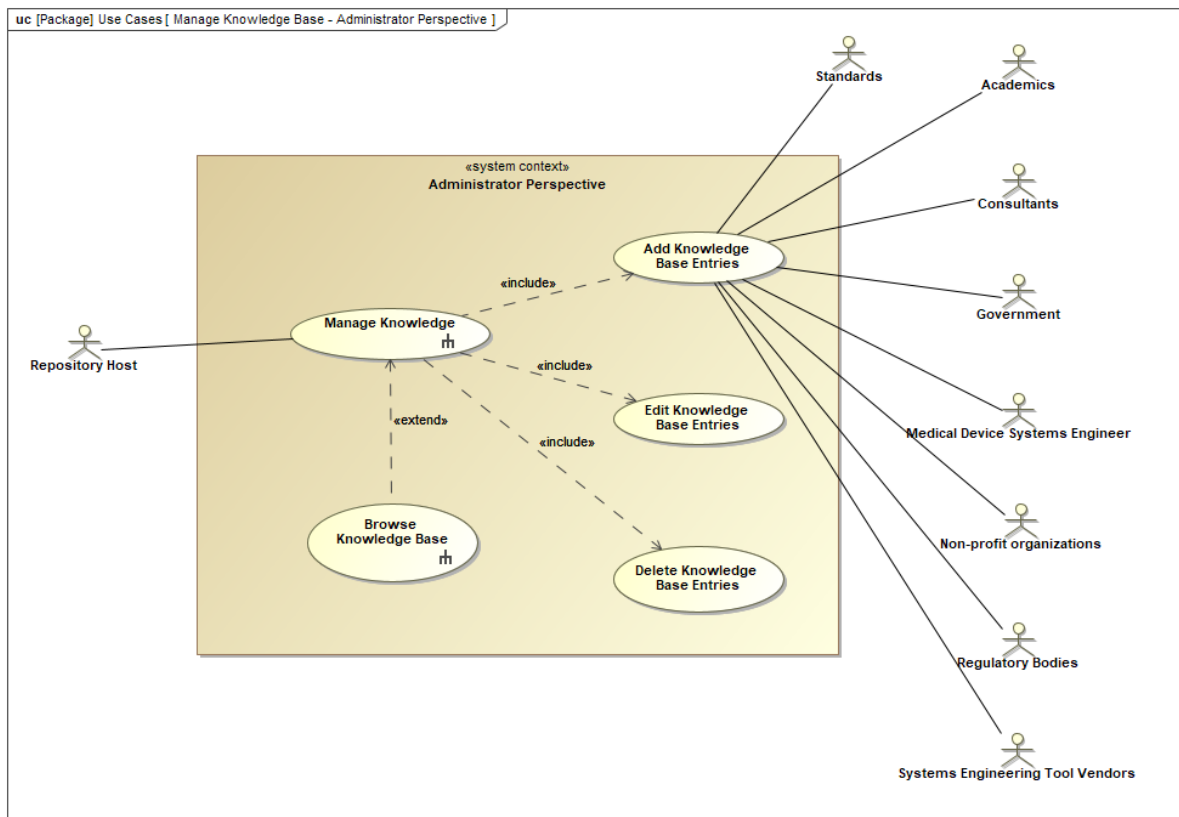 uc [Package] Use Cases [ Manage Knowledge Base - Administrator Perspective ]
Standards
Academics
«system context»
Administrator Perspective
Consultants
Add Knowledge
Base Entries
«include»
Government
Manage Knowledge
Repository Host
«include»
Edit Knowledge
Base Entries
«extend»
Medical Device Systems Engineer
«include»
Browse
Knowledge Base
Non-profit organizations
Delete Knowledge
Base Entries
Regulatory Bodies
Systems Engineering Tool Vendors